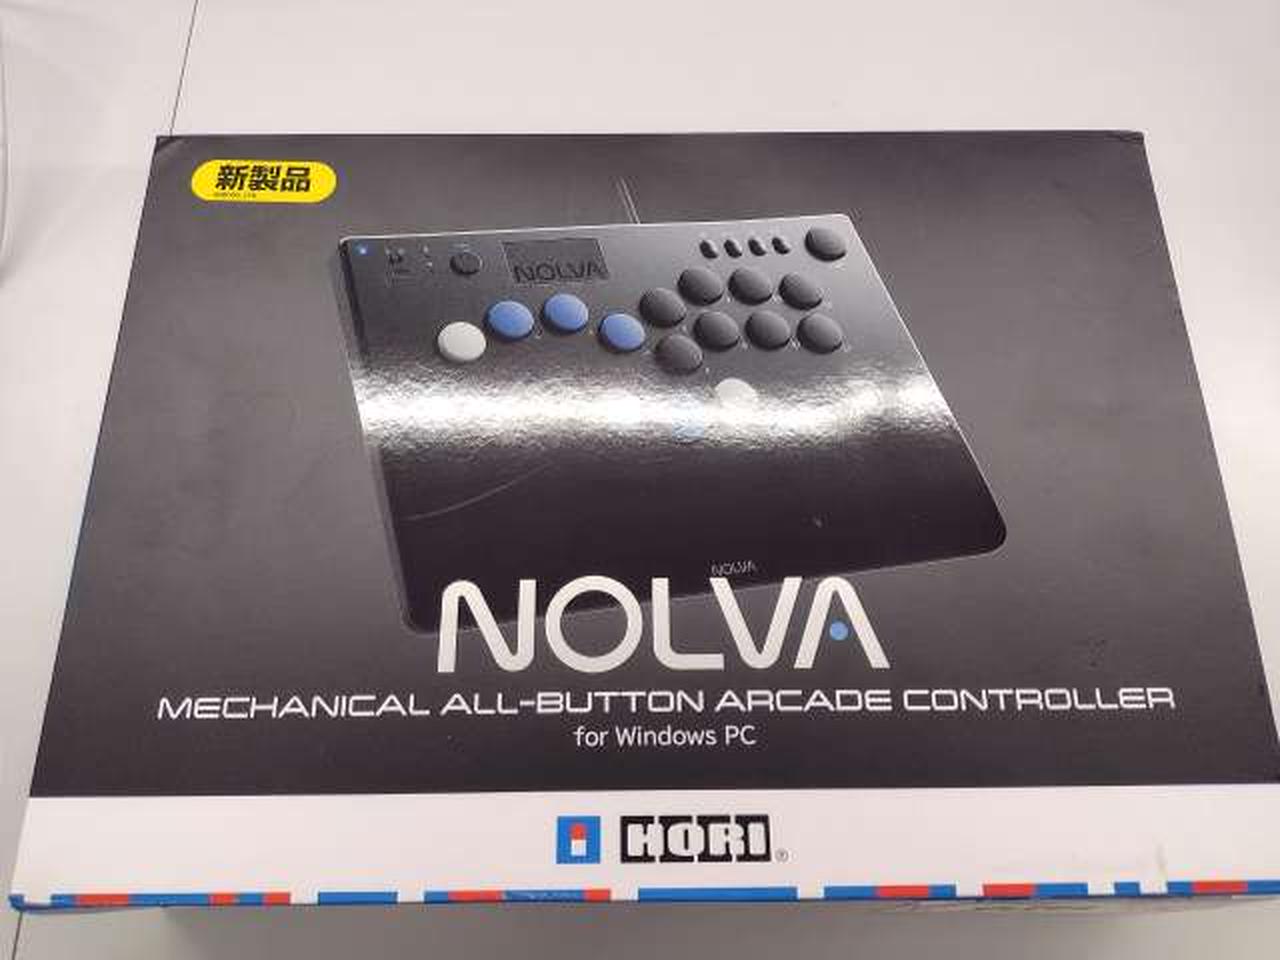 新製品
NOLVA
NOLVA
NOLVA
MECHANICAL ALL-BUTTON ARCADE CONTROLLER
for Windows PC
HORI®